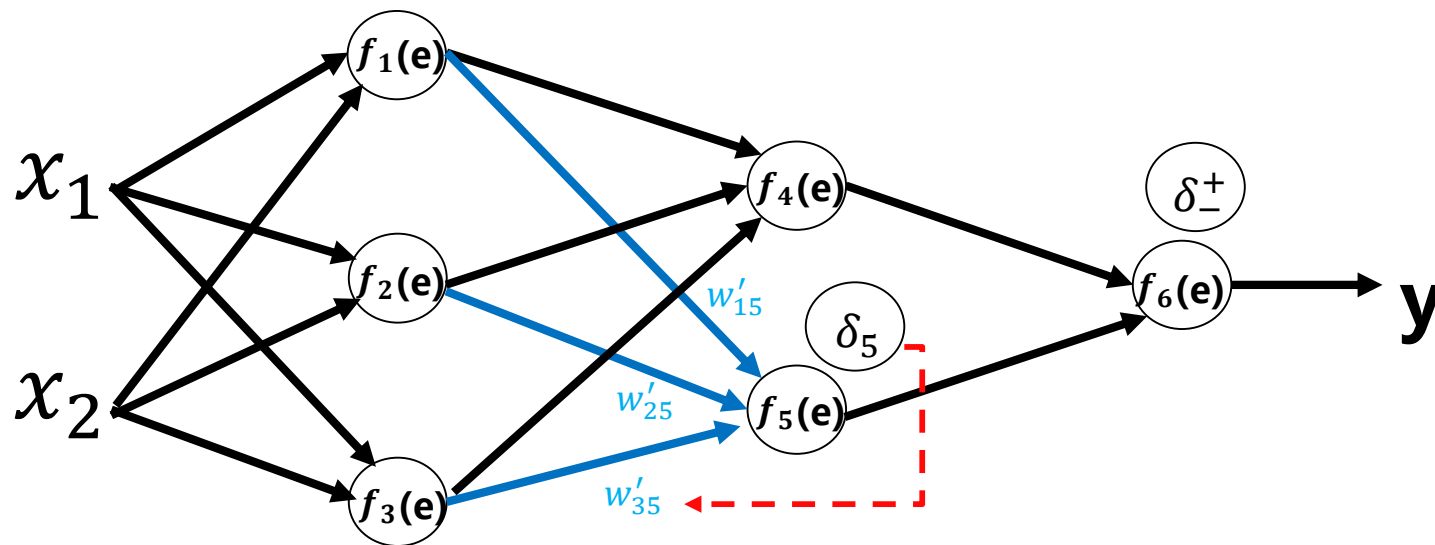 f₁(e)
x₁
f₄(e)
δ₋⁺
f₂(e)
f₆(e)
y
w′₁₅
δ₅
x₂
w′₂₅
f₅(e)
f₃(e)
w′₃₅